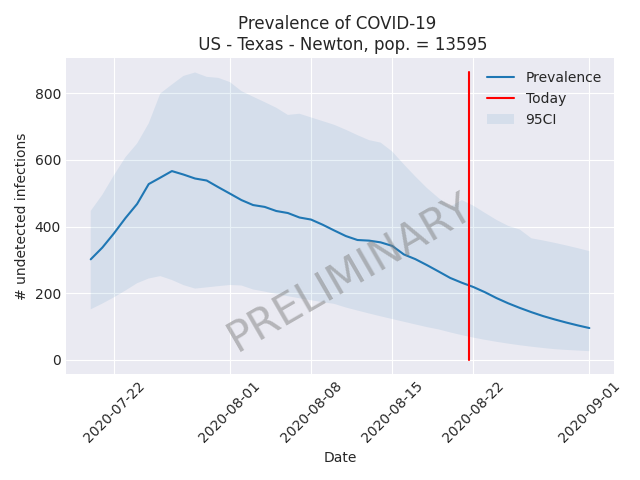 Prevalence of COVID-19
US - Texas - Newton, pop. = 13595
# undetected infections
800
600
400
200
0
Prevalence
Today
95CI
PRELIMINARY
2020-07-22
2020-08-01
2020-08-08
2020-08-15
2020-08-22
2020-09-01
Date